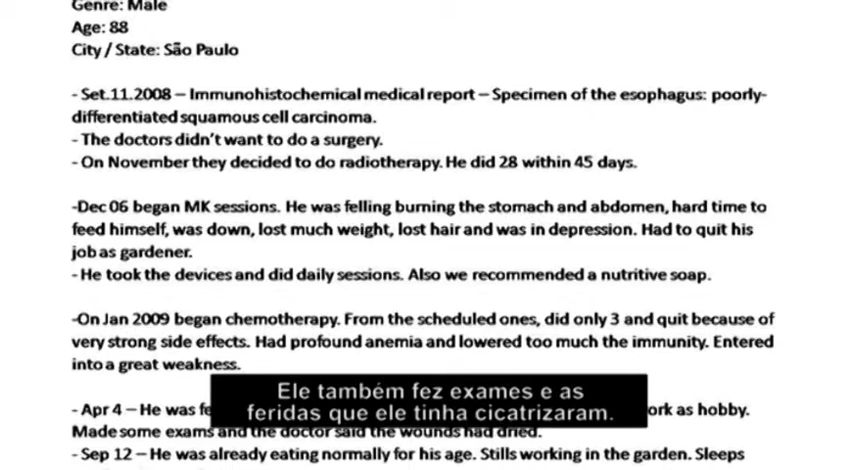 Genre: Male
Age: 88
City / State: São Paulo
- Set.11.2008 – Immunohistochemical medical report – Specimen of the esophagus: poorly-
differentiated squamous cell carcinoma.
- The doctors didn't want to do a surgery.
- On November they decided to do radiotherapy. He did 28 within 45 days.
-Dec 06 began MK sessions. He was felling burning the stomach and abdomen, hard time to
feed himself, was down, lost much weight, lost hair and was in depression. Had to quit his
job as gardener.
- He took the devices and did daily sessions. Also we recommended a nutritive soap.
-On Jan 2009 began chemotherapy. From the scheduled ones, did only 3 and quit because of
very strong side effects. Had profound anemia and lowered too much the immunity. Entered
into a great weakness.
Ele também fez exames e as
feridas que ele tinha cicatrizaram.
- Apr 4 – He was as hobby.
Made some exams and the doctor said the wounds had dried.
- Sep 12 – He was already eating normally for his age. Stills working in the garden. Sleeps